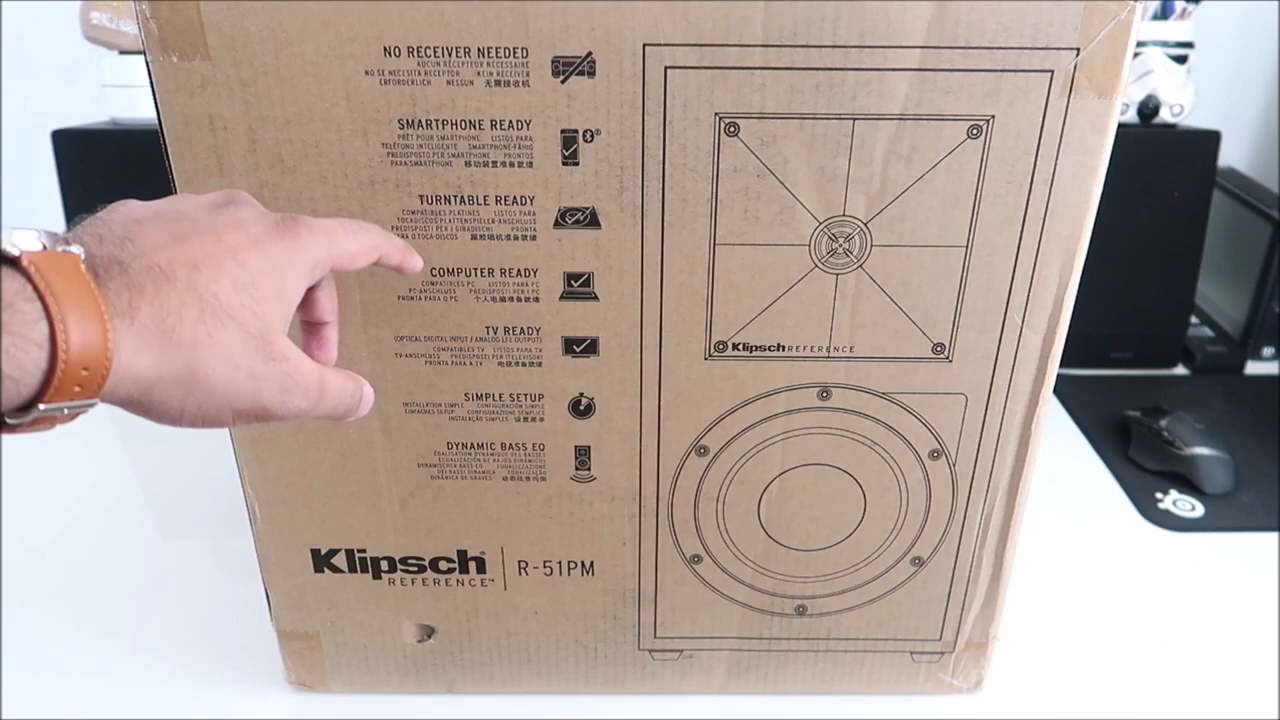 NO RECEIVER NEEDED
AUCUN RÉCEPTEUR NÉCESSAIRE
NO SE NECESITA RECEPTOR KEIN RECEIVER
ERFORDERLICH NESSUN 无需接收机
SMARTPHONE READY
PRÊT POUR SMARTPHONE LISTOS PARA
TELÉFONO INTELIGENTE SMARTPHONE-FÄHIG
PREDISPOSTO PER SMARTPHONE PRONTOS
PARA SMARTPHONE 移动装置准备就绪
TURNTABLE READY
COMPATIBLES PLATINES LISTOS PARA
TOCADISCOS PLATTENSPIELER-ANSCHLUSS
PREDISPOSTI PER I GIRADISCHI PRONTA
PARA O TOCA-DISCOS 黑胶唱机准备就绪
COMPUTER READY
COMPATIBLES PC LISTOS PARA PC
PC-ANSCHLUSS PREDISPOSTI PER I PC
PRONTA PARA O PC 个人电脑准备就绪
TV READY
(OPTICAL DIGITAL INPUT / ANALOG L/R OUTPUT)
COMPATIBLES TV LISTOS PARA TV
TV-ANSCHLUSS PREDISPOSTI PER I TELEVISORI
PRONTA PARA A TV 电视准备就绪
SIMPLE SETUP
INSTALLATION SIMPLE CONFIGURACIÓN SIMPLE
EINFACHES SETUP CONFIGURAZIONE SEMPLICE
INSTALAÇÃO SIMPLES 设置简单
DYNAMIC BASS EQ
ÉGALISATION DYNAMIQUE DES BASSES
ECUALIZACIÓN DE BAJOS DINÁMICOS
DYNAMISCHER BASS-EQ EQUALIZZAZIONE
DEI BASSI DINAMICA EQUALIZAÇÃO
DINÂMICA DE GRAVES 动态低音均衡
Klipsch REFERENCE
Klipsch®
REFERENCE™
R-51PM